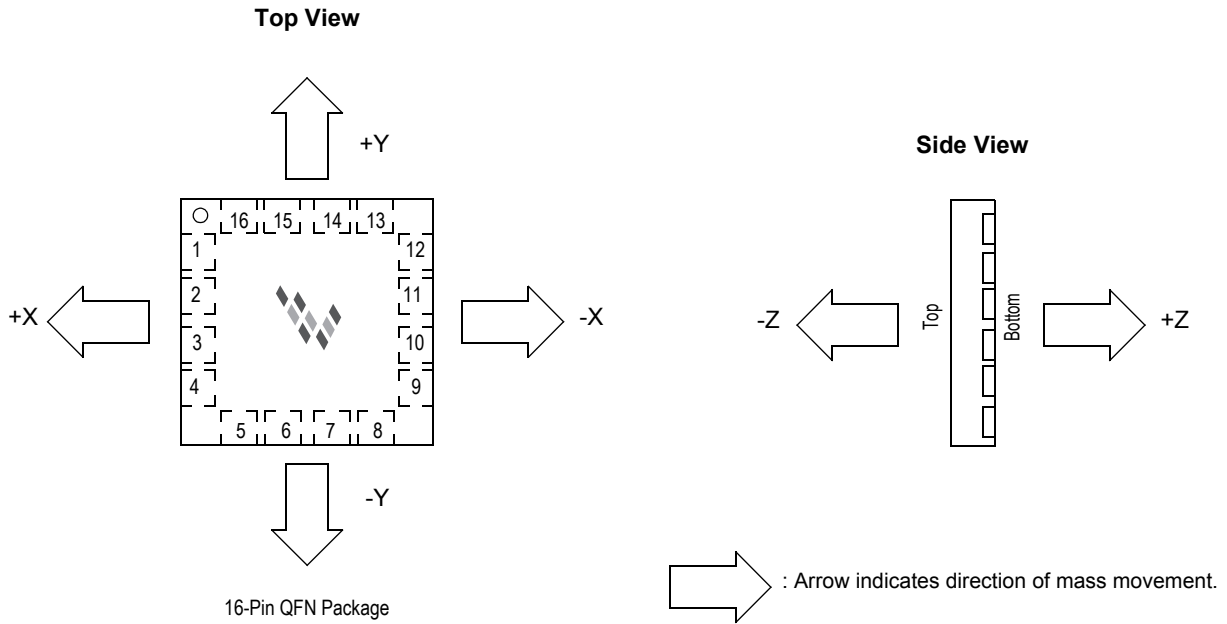 Top View
+Y
Side View
16 15 14 13
1
12
2
11
3
10
4
9
5 6 7 8
+X
-X
-Y
16-Pin QFN Package
-Z
Top
Bottom
+Z
: Arrow indicates direction of mass movement.